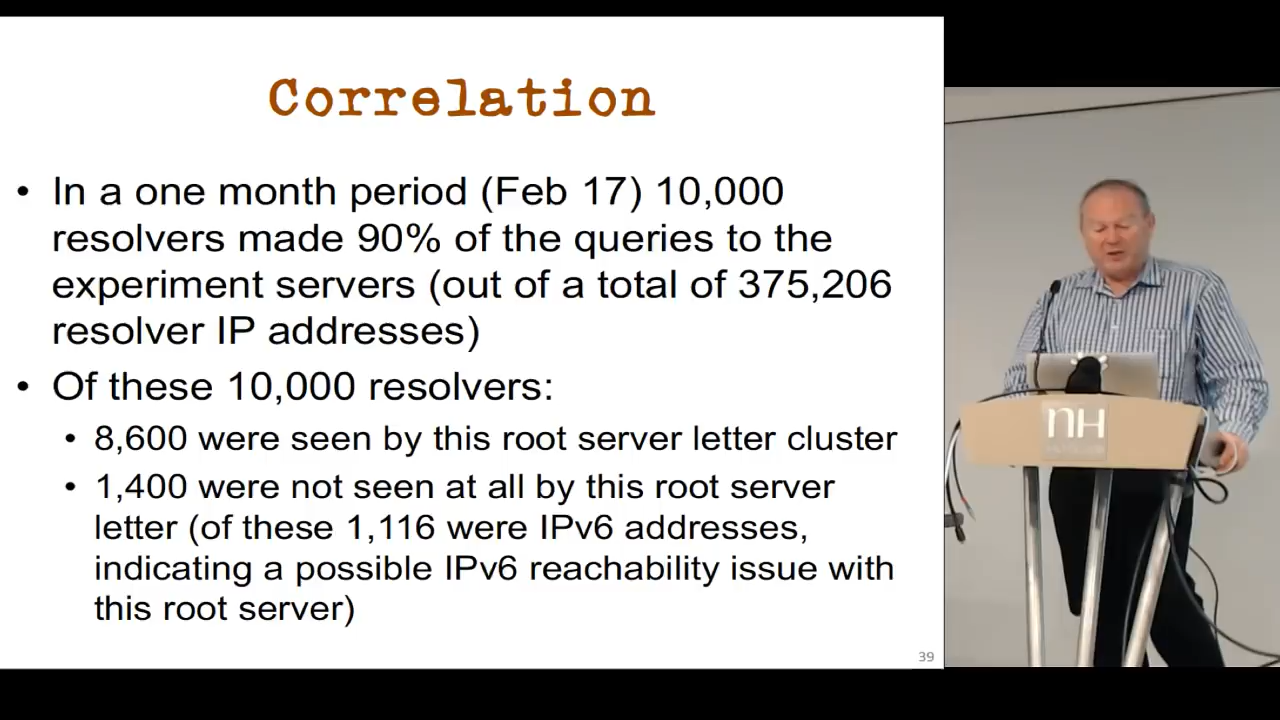 Correlation
• In a one month period (Feb 17) 10,000
resolvers made 90% of the queries to the
experiment servers (out of a total of 375,206
resolver IP addresses)
• Of these 10,000 resolvers:
• 8,600 were seen by this root server letter cluster
• 1,400 were not seen at all by this root server
letter (of these 1,116 were IPv6 addresses,
indicating a possible IPv6 reachability issue with
this root server)
39
nH